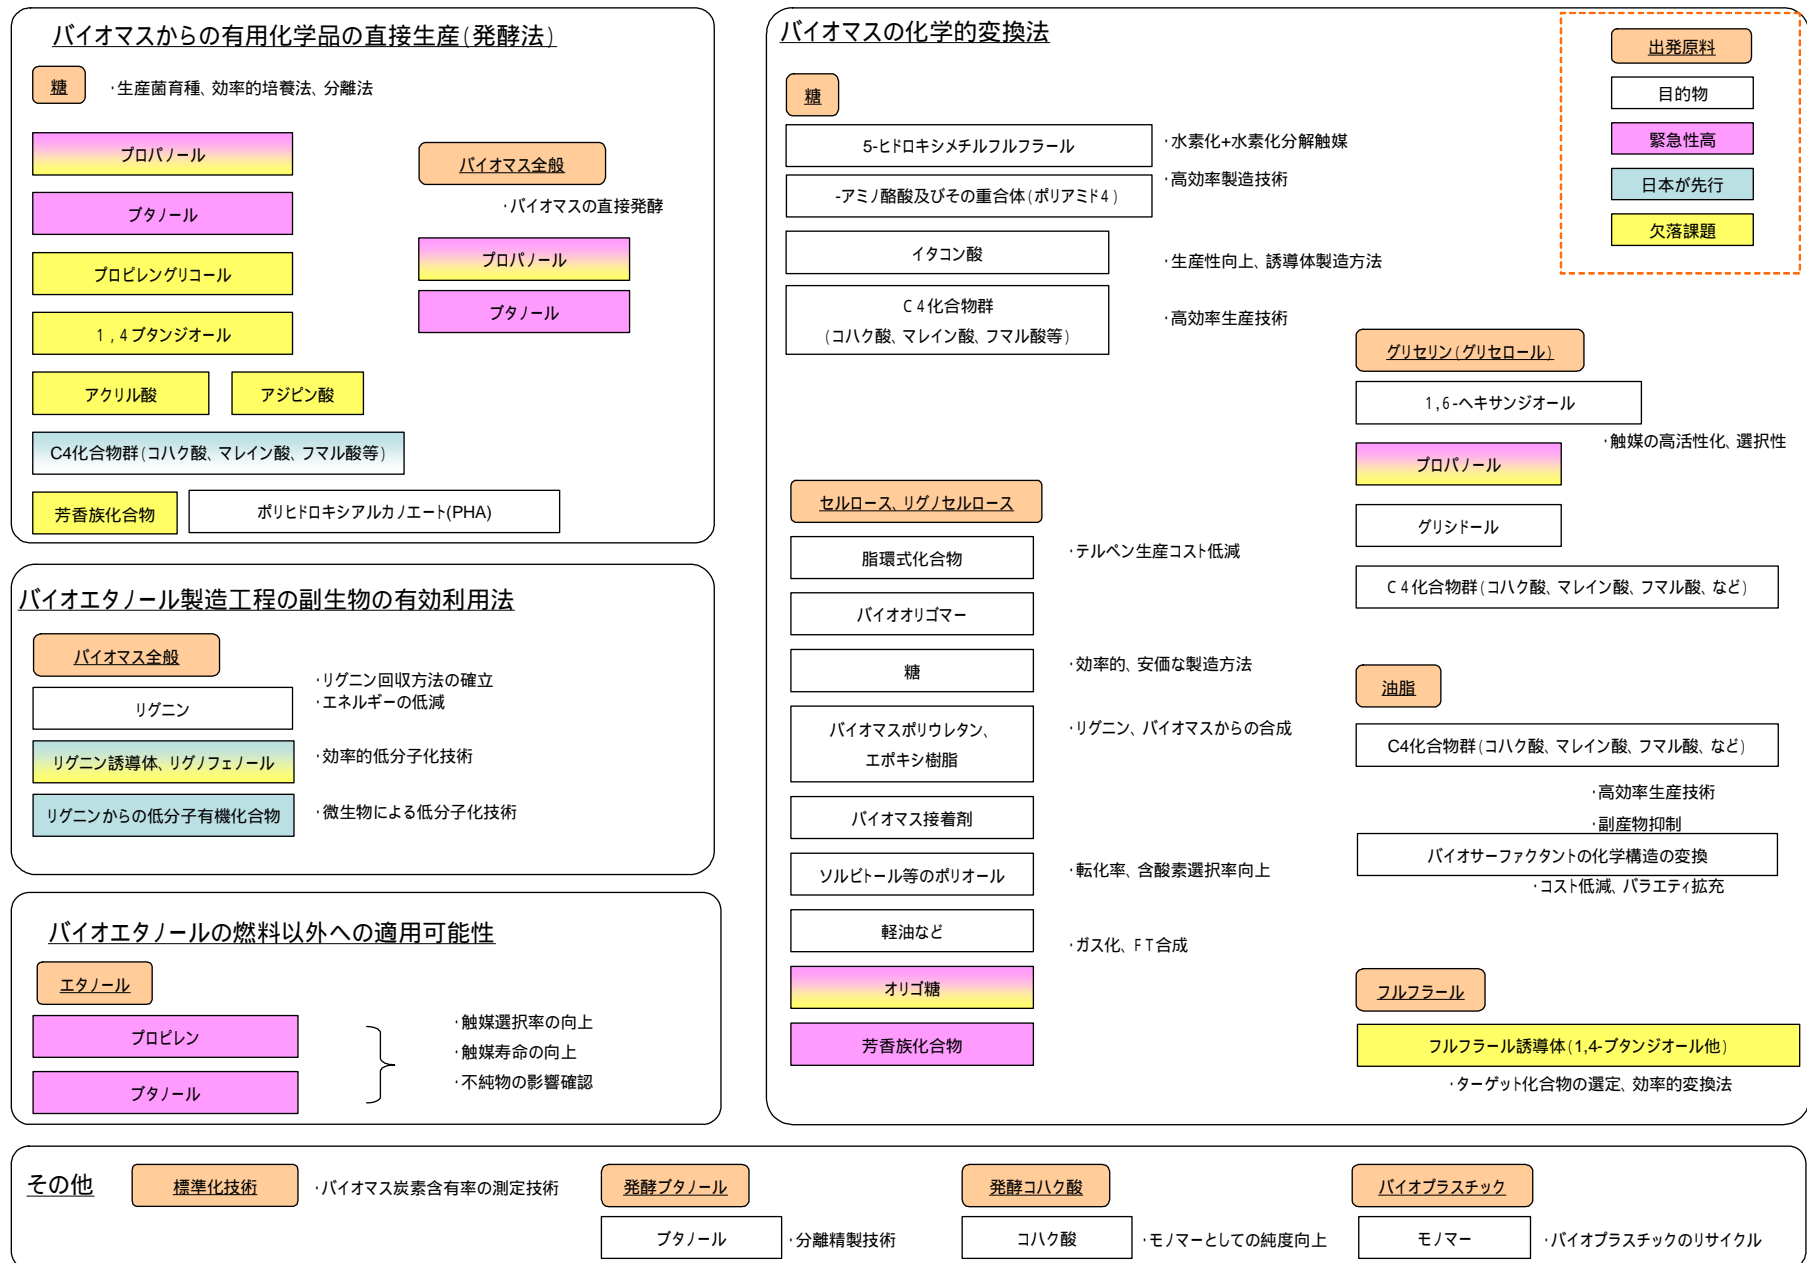 バイオマスからの有用化学品の直接生産(発酵法)
糖
・生産菌育種、効率的培養法、分離法
プロパノール
ブタノール
プロピレングリコール
1,4ブタンジオール
アクリル酸
アジピン酸
C4化合物群(コハク酸、マレイン酸、フマル酸等)
芳香族化合物
ポリヒドロキシアルカノエート(PHA)
バイオマス全般
・バイオマスの直接発酵
プロパノール
ブタノール
バイオエタノール製造工程の副生物の有効利用法
バイオマス全般
リグニン
・リグニン回収方法の確立
・エネルギーの低減
リグニン誘導体、リグノフェノール
・効率的低分子化技術
リグニンからの低分子有機化合物
・微生物による低分子化技術
バイオエタノールの燃料以外への適用可能性
エタノール
プロピレン
ブタノール
・触媒選択率の向上
・触媒寿命の向上
・不純物の影響確認
バイオマスの化学的変換法
糖
5-ヒドロキシメチルフルフラール
・水素化+水素化分解触媒
-アミノ酪酸及びその重合体(ポリアミド4)
・高効率製造技術
イタコン酸
・生産性向上、誘導体製造方法
C4化合物群
(コハク酸、マレイン酸、フマル酸等)
・高効率生産技術
セルロース、リグノセルロース
脂環式化合物
・テルペン生産コスト低減
バイオオリゴマー
糖
・効率的、安価な製造方法
バイオマスポリウレタン、
エポキシ樹脂
・リグニン、バイオマスからの合成
バイオマス接着剤
ソルビトール等のポリオール
・転化率、含酸素選択率向上
軽油など
・ガス化、FT合成
オリゴ糖
芳香族化合物
出発原料
目的物
緊急性高
日本が先行
欠落課題
グリセリン(グリセロール)
1,6-ヘキサンジオール
・触媒の高活性化、選択性
プロパノール
グリシドール
C4化合物群(コハク酸、マレイン酸、フマル酸、など)
油脂
C4化合物群(コハク酸、マレイン酸、フマル酸、など)
・高効率生産技術
・副産物抑制
バイオサーファクタントの化学構造の変換
・コスト低減、バラエティ拡充
フルフラール
フルフラール誘導体(1,4-ブタンジオール他)
・ターゲット化合物の選定、効率的変換法
その他
標準化技術
・バイオマス炭素含有率の測定技術
発酵ブタノール
ブタノール
・分離精製技術
発酵コハク酸
コハク酸
・モノマーとしての純度向上
バイオプラスチック
モノマー
・バイオプラスチックのリサイクル